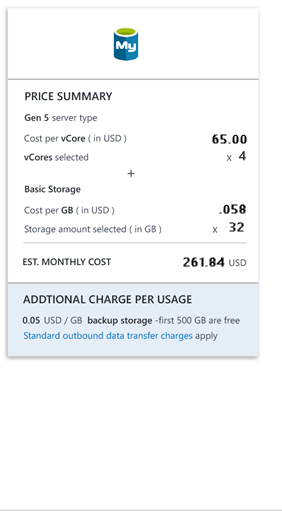 My
PRICE SUMMARY
Gen 5 server type
Cost per vCore ( in USD ) 65.00
vCores selected x 4
+
Basic Storage
Cost per GB ( in USD ) .058
Storage amount selected ( in GB ) x 32
EST. MONTHLY COST 261.84 USD
ADDTIONAL CHARGE PER USAGE
0.05 USD / GB backup storage -first 500 GB are free
Standard outbound data transfer charges apply